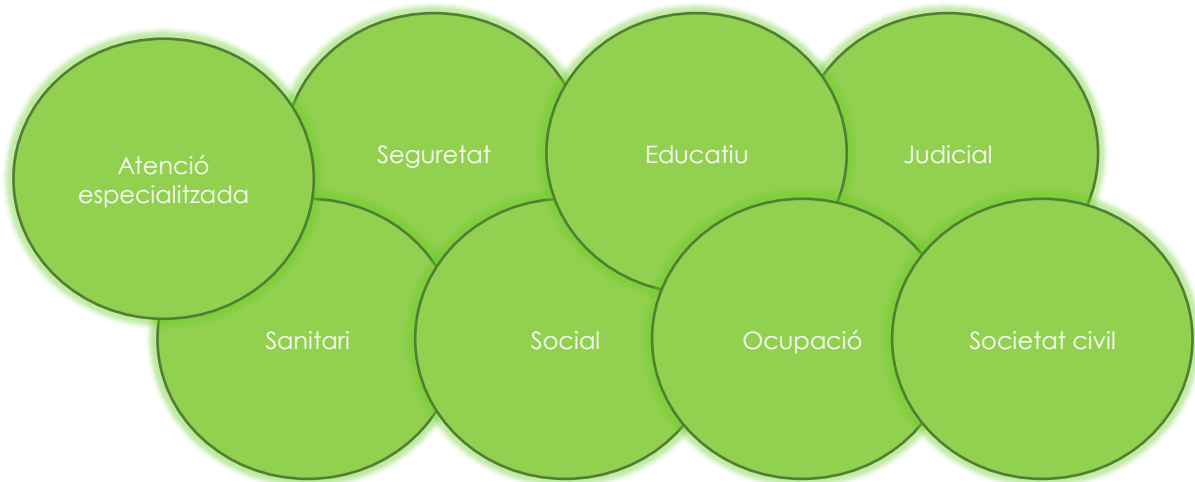 Atenció
especialitzada
Seguretat
Educatiu
Judicial
Sanitari
Social
Ocupació
Societat civil